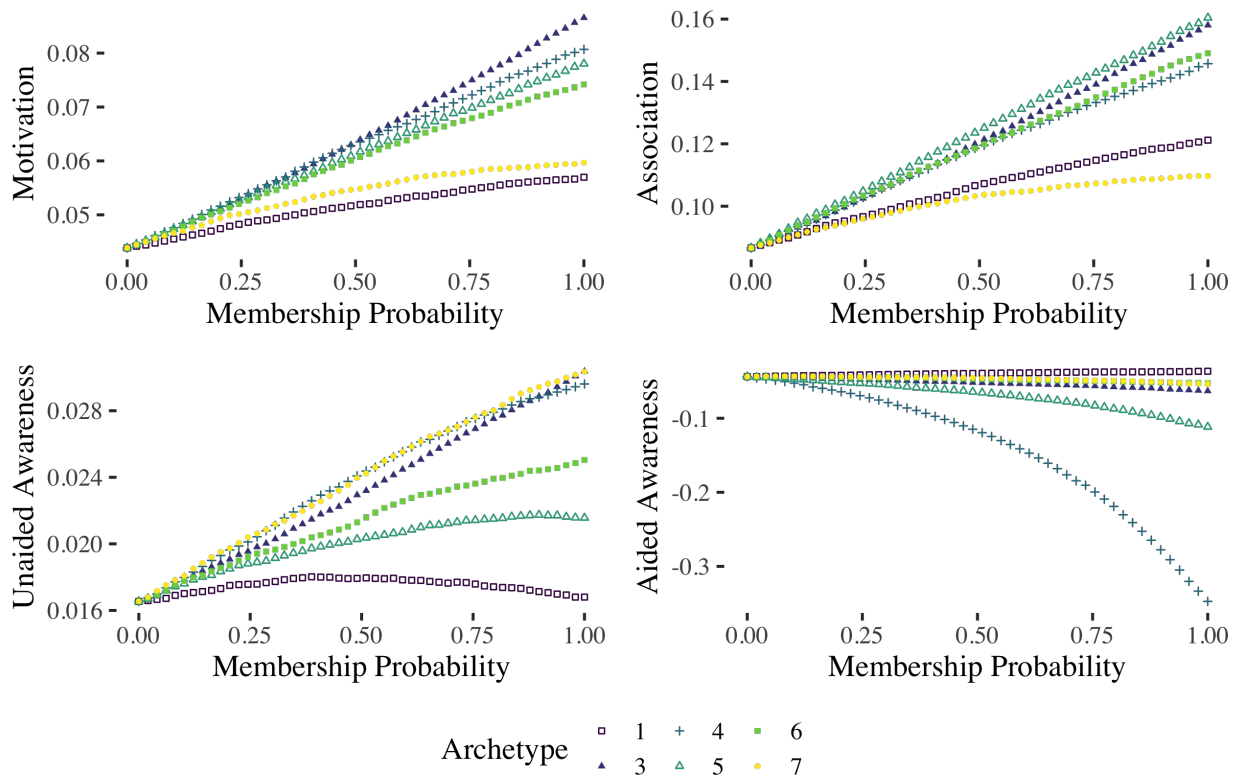 Motivation
0.08
0.07
0.06
0.05
0.00 0.25 0.50 0.75 1.00
Membership Probability
Association
0.16
0.14
0.12
0.10
0.00 0.25 0.50 0.75 1.00
Membership Probability
Unaided Awareness
0.028
0.024
0.020
0.016
0.00 0.25 0.50 0.75 1.00
Membership Probability
Aided Awareness
-0.1
-0.2
-0.3
0.00 0.25 0.50 0.75 1.00
Membership Probability
Archetype
1 4 6
3 5 7